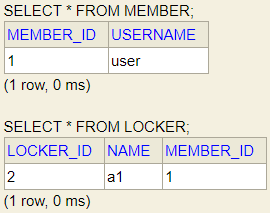 SELECT * FROM MEMBER;
MEMBER_ID USERNAME
1 user
(1 row, 0 ms)
SELECT * FROM LOCKER;
LOCKER_ID NAME MEMBER_ID
2 a1 1
(1 row, 0 ms)